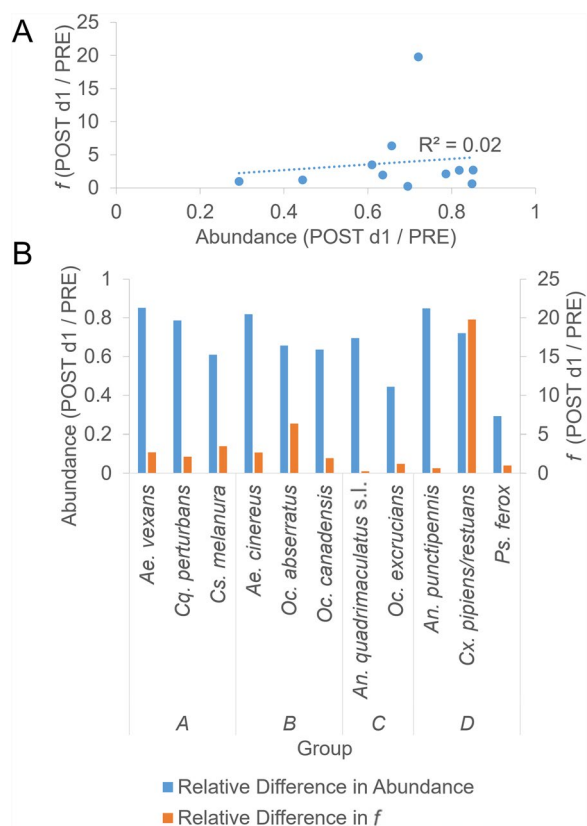 A
25
20
15
10
5
0
f (POST d1 / PRE)
R² = 0.02
0 0.2 0.4 0.6 0.8 1
Abundance (POST d1 / PRE)
B
1
0.8
0.6
0.4
0.2
0
Abundance (POST d1 / PRE)
25
20
15
10
5
0
f (POST d1 / PRE)
Ae. vexans
Cq. perturbans
Cs. melanura
Ae. cinereus
Oc. abserratus
Oc. canadensis
An. quadrimaculatus s.l.
Oc. excrucians
An. punctipennis
Cx. pipiens/restuans
Ps. ferox
A B C D
Group
Relative Difference in Abundance
Relative Difference in f